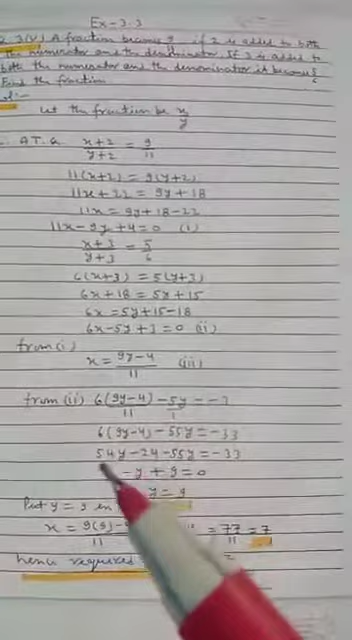 Ex-3.3
Q. 3(V) A fraction becomes 9/11 if 2 is added to both
the numerator and the denominator. If 3 is added to
both the numerator and the denominator it becomes 5/6
Find the fraction
Sol:-
Let the fraction be x/y
A.T.Q (x+2)/(y+2) = 9/11
11(x+2) = 9(y+2)
11x+22 = 9y+18
11x = 9y+18-22
11x-9y+4=0 (i)
(x+3)/(y+3) = 5/6
6(x+3) = 5(y+3)
6x+18 = 5y+15
6x = 5y+15-18
6x-5y+3=0 (ii)
from (i)
x = (9y-4)/11 (iii)
from (ii) 6(9y-4)/11 - 5y/1 = -3
6(9y-4)-55y=-33
54y-24-55y=-33
-y+9=0
y=9
Put y = 9 in
x = 9(9)- /11 = 77/11 = 7
hence required